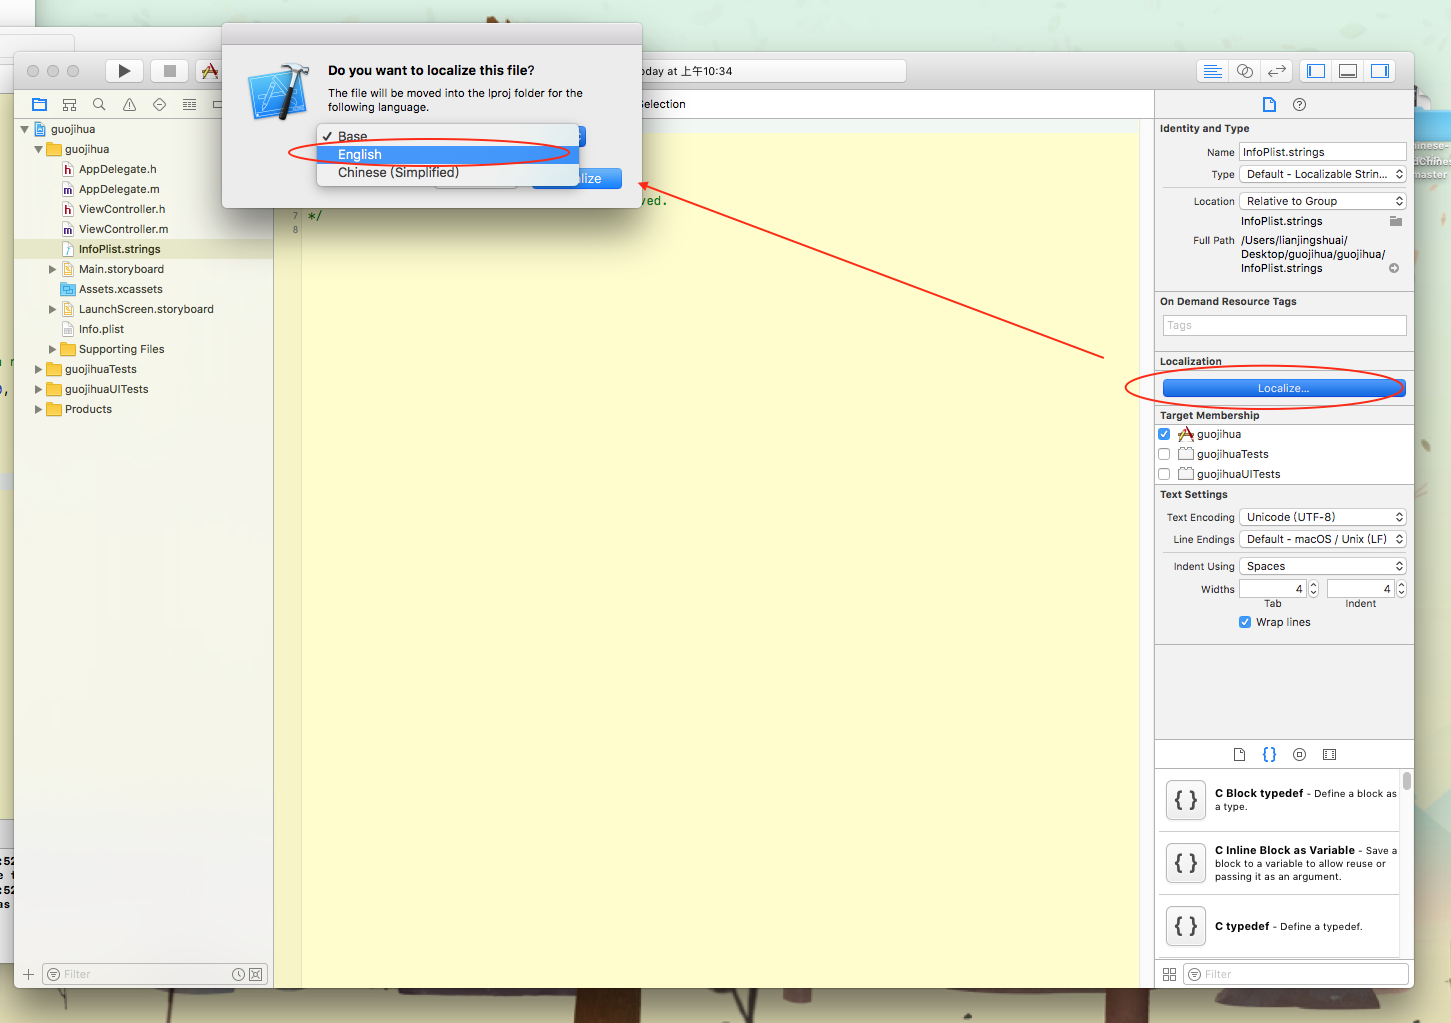 Do you want to localize this file?
The file will be moved into the lproj folder for the
following language.
Base
English
Chinese (Simplified)
oday at 上午10:34
election
guojihua
guojihua
AppDelegate.h
AppDelegate.m
ViewController.h
ViewController.m
InfoPlist.strings
Main.storyboard
Assets.xcassets
LaunchScreen.storyboard
Info.plist
Supporting Files
guojihuaTests
guojihuaUITests
Products
Filter
ved.
7 */
8
Identity and Type
Name InfoPlist.strings
Type Default - Localizable Strin...
Location Relative to Group
InfoPlist.strings
Full Path /Users/lianjingshuai/
Desktop/guojihua/guojihua/
InfoPlist.strings
On Demand Resource Tags
Tags
Localization
Localize...
Target Membership
guojihua
guojihuaTests
guojihuaUITests
Text Settings
Text Encoding Unicode (UTF-8)
Line Endings Default - macOS / Unix (LF)
Indent Using Spaces
Widths 4 4
Tab Indent
Wrap lines
{ } C Block typedef - Define a block as
a type.
{ } C Inline Block as Variable - Save a
block to a variable to allow reuse or
passing it as an argument.
{ } C typedef - Define a typedef.
Filter
master
:52
:52
as